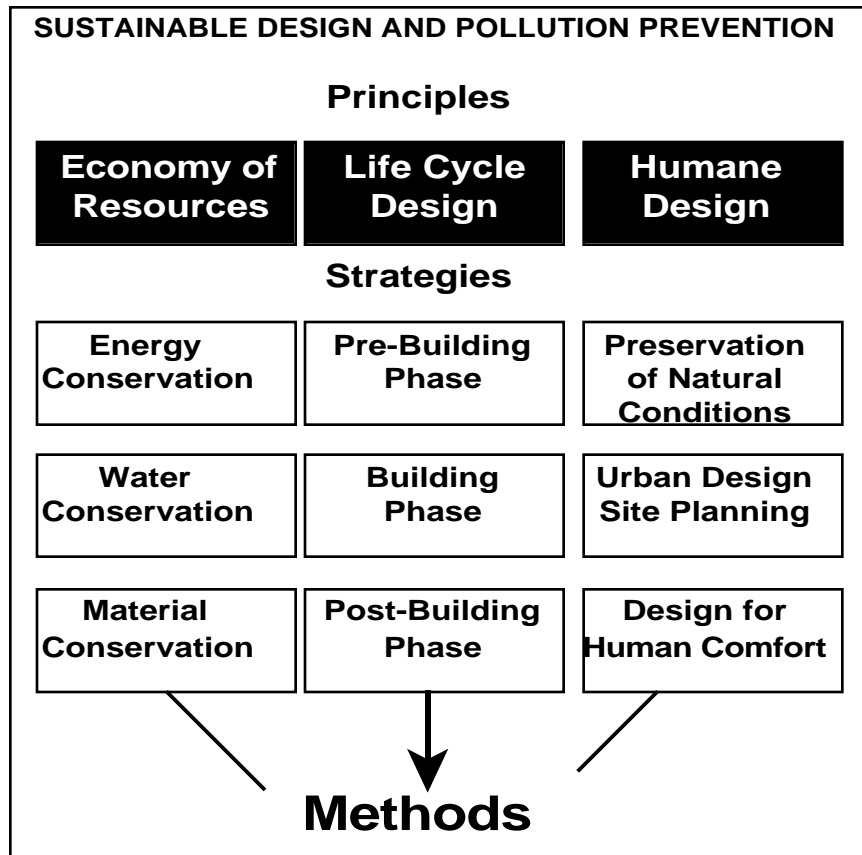 SUSTAINABLE DESIGN AND POLLUTION PREVENTION
Principles
Economy of
Resources
Life Cycle
Design
Humane
Design
Strategies
Energy
Conservation
Pre-Building
Phase
Preservation
of Natural
Conditions
Water
Conservation
Building
Phase
Urban Design
Site Planning
Material
Conservation
Post-Building
Phase
Design for
Human Comfort
Methods